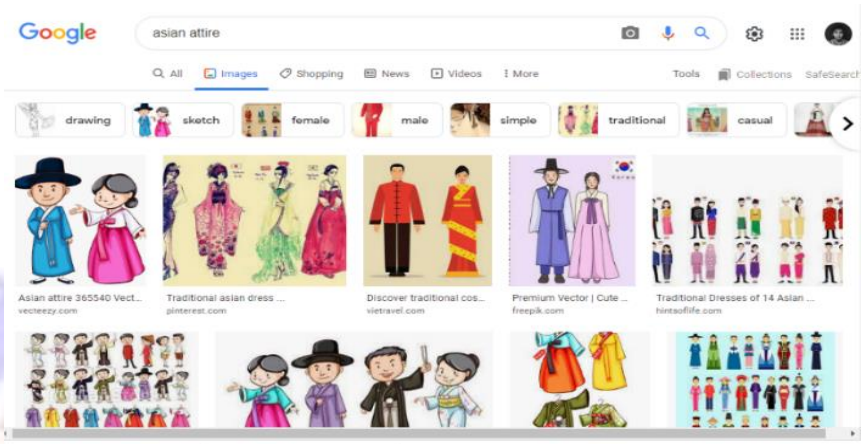 Google
asian attire
All Images Shopping News Videos More
Tools Collections SafeSearch
drawing sketch female male simple traditional casual
Asian attire 365540 Vect...
vecteezy.com
Traditional asian dress ...
pinterest.com
Discover traditional cos...
vietravel.com
Korea
Premium Vector | Cute ...
freepik.com
Traditional Dresses of 14 Asian ...
hintsoflife.com